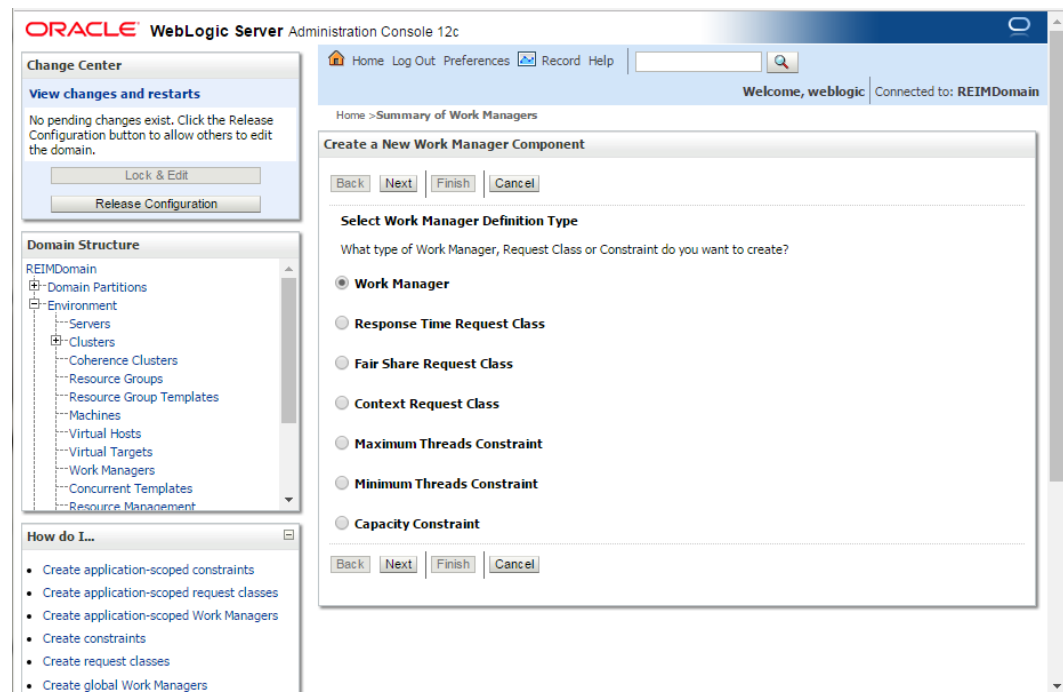 ORACLE WebLogic Server Administration Console 12c
Change Center
View changes and restarts
No pending changes exist. Click the Release
Configuration button to allow others to edit
the domain.
Lock & Edit
Release Configuration
Domain Structure
REIMDomain
Domain Partitions
Environment
Servers
Clusters
Coherence Clusters
Resource Groups
Resource Group Templates
Machines
Virtual Hosts
Virtual Targets
Work Managers
Concurrent Templates
Resource Management
How do I...
Create application-scoped constraints
Create application-scoped request classes
Create application-scoped Work Managers
Create constraints
Create request classes
Create global Work Managers
Home Log Out Preferences Record Help
Welcome, weblogic Connected to: REIMDomain
Home >Summary of Work Managers
Create a New Work Manager Component
Back Next Finish Cancel
Select Work Manager Definition Type
What type of Work Manager, Request Class or Constraint do you want to create?
Work Manager
Response Time Request Class
Fair Share Request Class
Context Request Class
Maximum Threads Constraint
Minimum Threads Constraint
Capacity Constraint
Back Next Finish Cancel